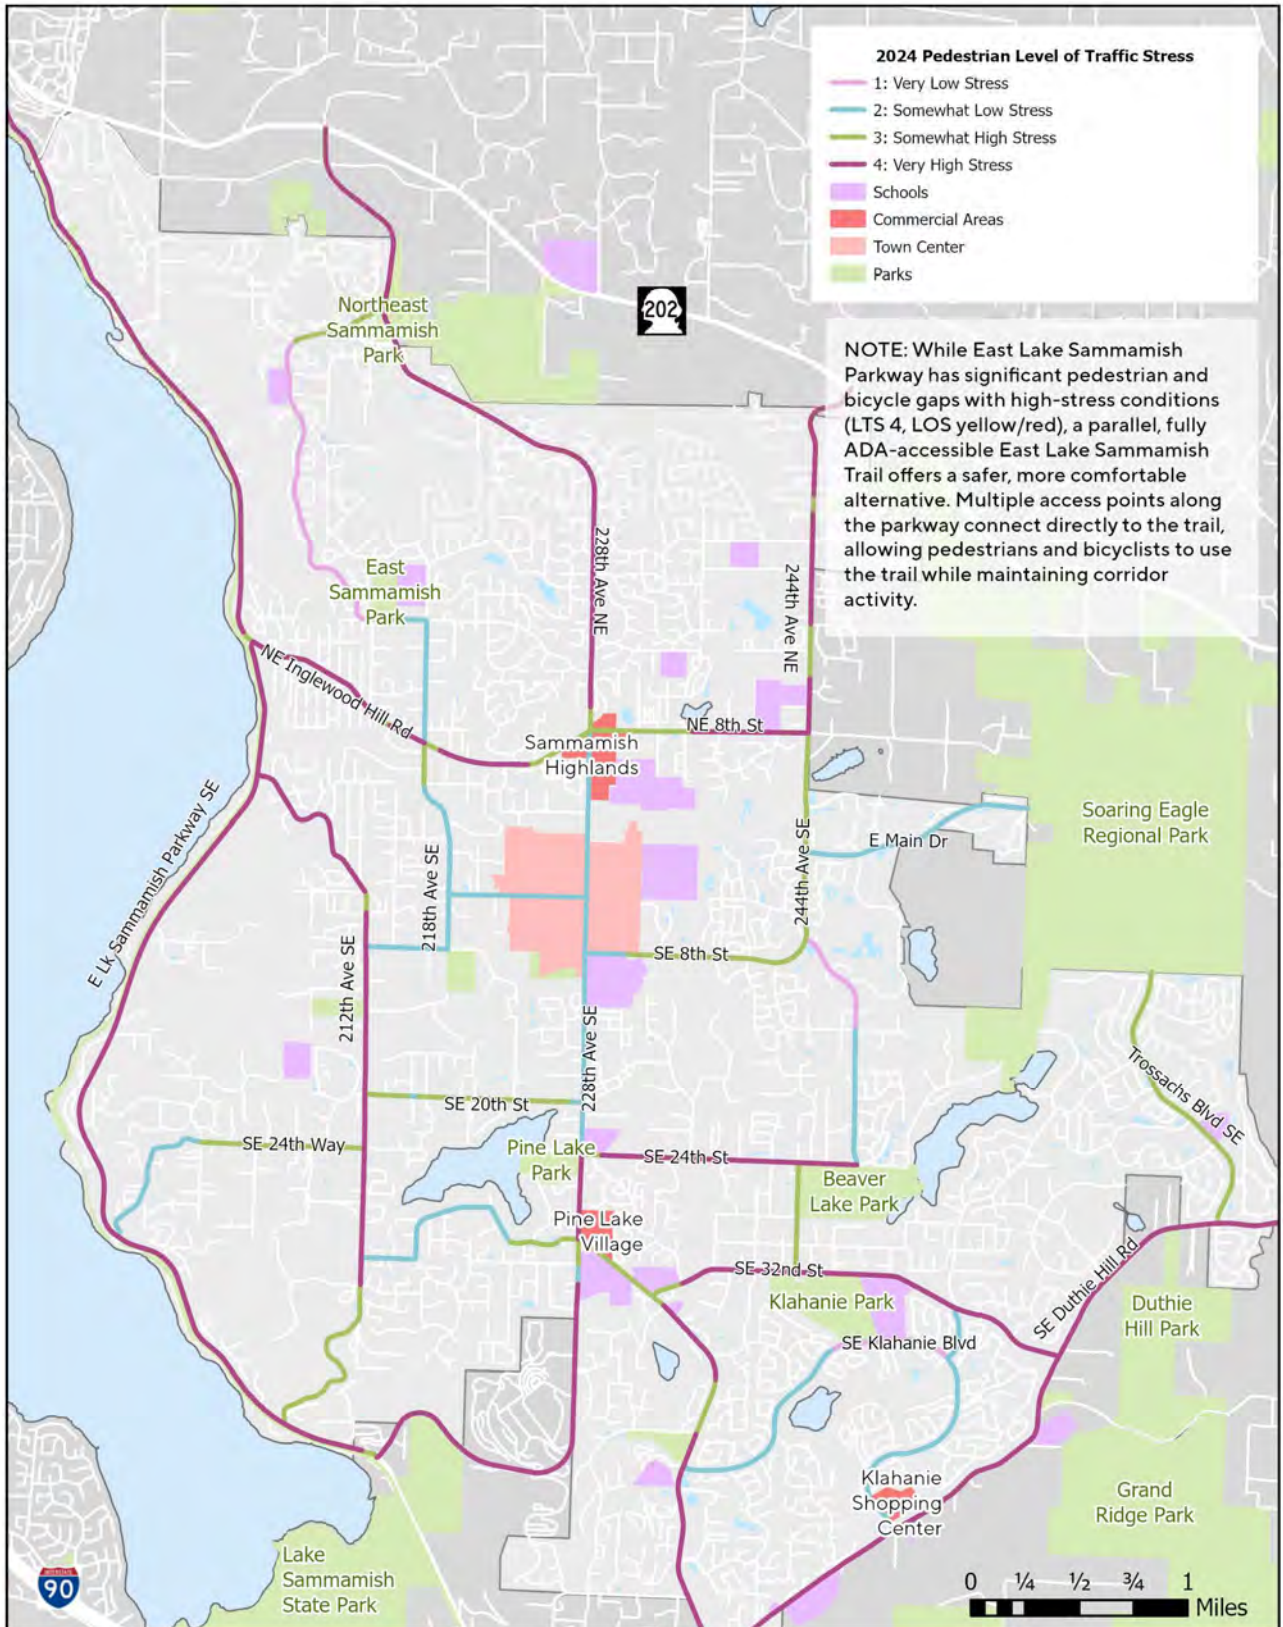 2024 Pedestrian Level of Traffic Stress
1: Very Low Stress
2: Somewhat Low Stress
3: Somewhat High Stress
4: Very High Stress
Schools
Commercial Areas
Town Center
Parks
NOTE: While East Lake Sammamish
Parkway has significant pedestrian and
bicycle gaps with high-stress conditions
(LTS 4, LOS yellow/red), a parallel, fully
ADA-accessible East Lake Sammamish
Trail offers a safer, more comfortable
alternative. Multiple access points along
the parkway connect directly to the trail,
allowing pedestrians and bicyclists to use
the trail while maintaining corridor
activity.
202
Northeast
Sammamish
Park
East
Sammamish
Park
228th Ave NE
244th Ave NE
NE Inglewood Hill Rd
NE 8th St
Sammamish
Highlands
E Lk Sammamish Parkway SE
218th Ave SE
244th Ave SE
E Main Dr
Soaring Eagle
Regional Park
212th Ave SE
SE 8th St
228th Ave SE
Trossachs Blvd SE
SE 20th St
SE 24th Way
Pine Lake
Park
SE 24th St
Beaver
Lake Park
Pine Lake
Village
SE 32nd St
SE Duthie Hill Rd
Klahanie Park
Duthie
Hill Park
SE Klahanie Blvd
Klahanie
Shopping
Center
Grand
Ridge Park
Lake
Sammamish
State Park
INTERSTATE
90
0 ¼ ½ ¾ 1
Miles